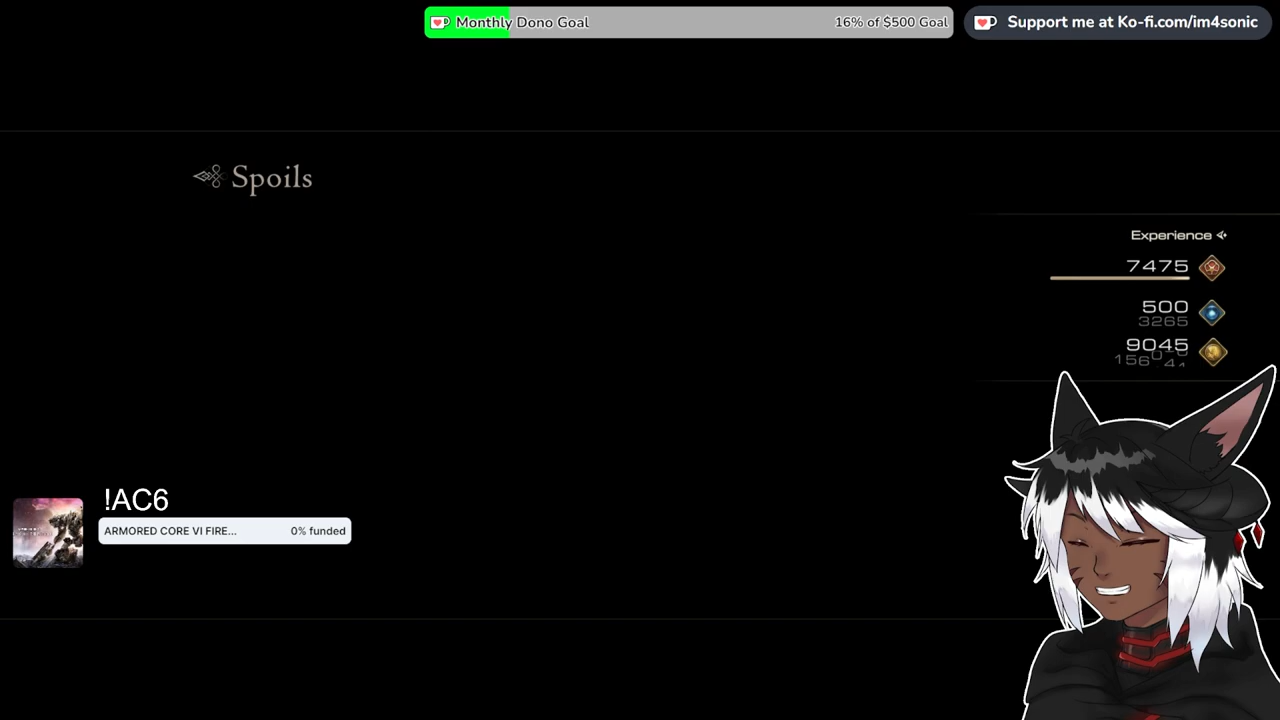 Monthly Dono Goal
16% of $500 Goal
Support me at Ko-fi.com/im4sonic
Spoils
Experience
7475
500
3265
9045
!AC6
ARMORED CORE VI FIRE...
0% funded